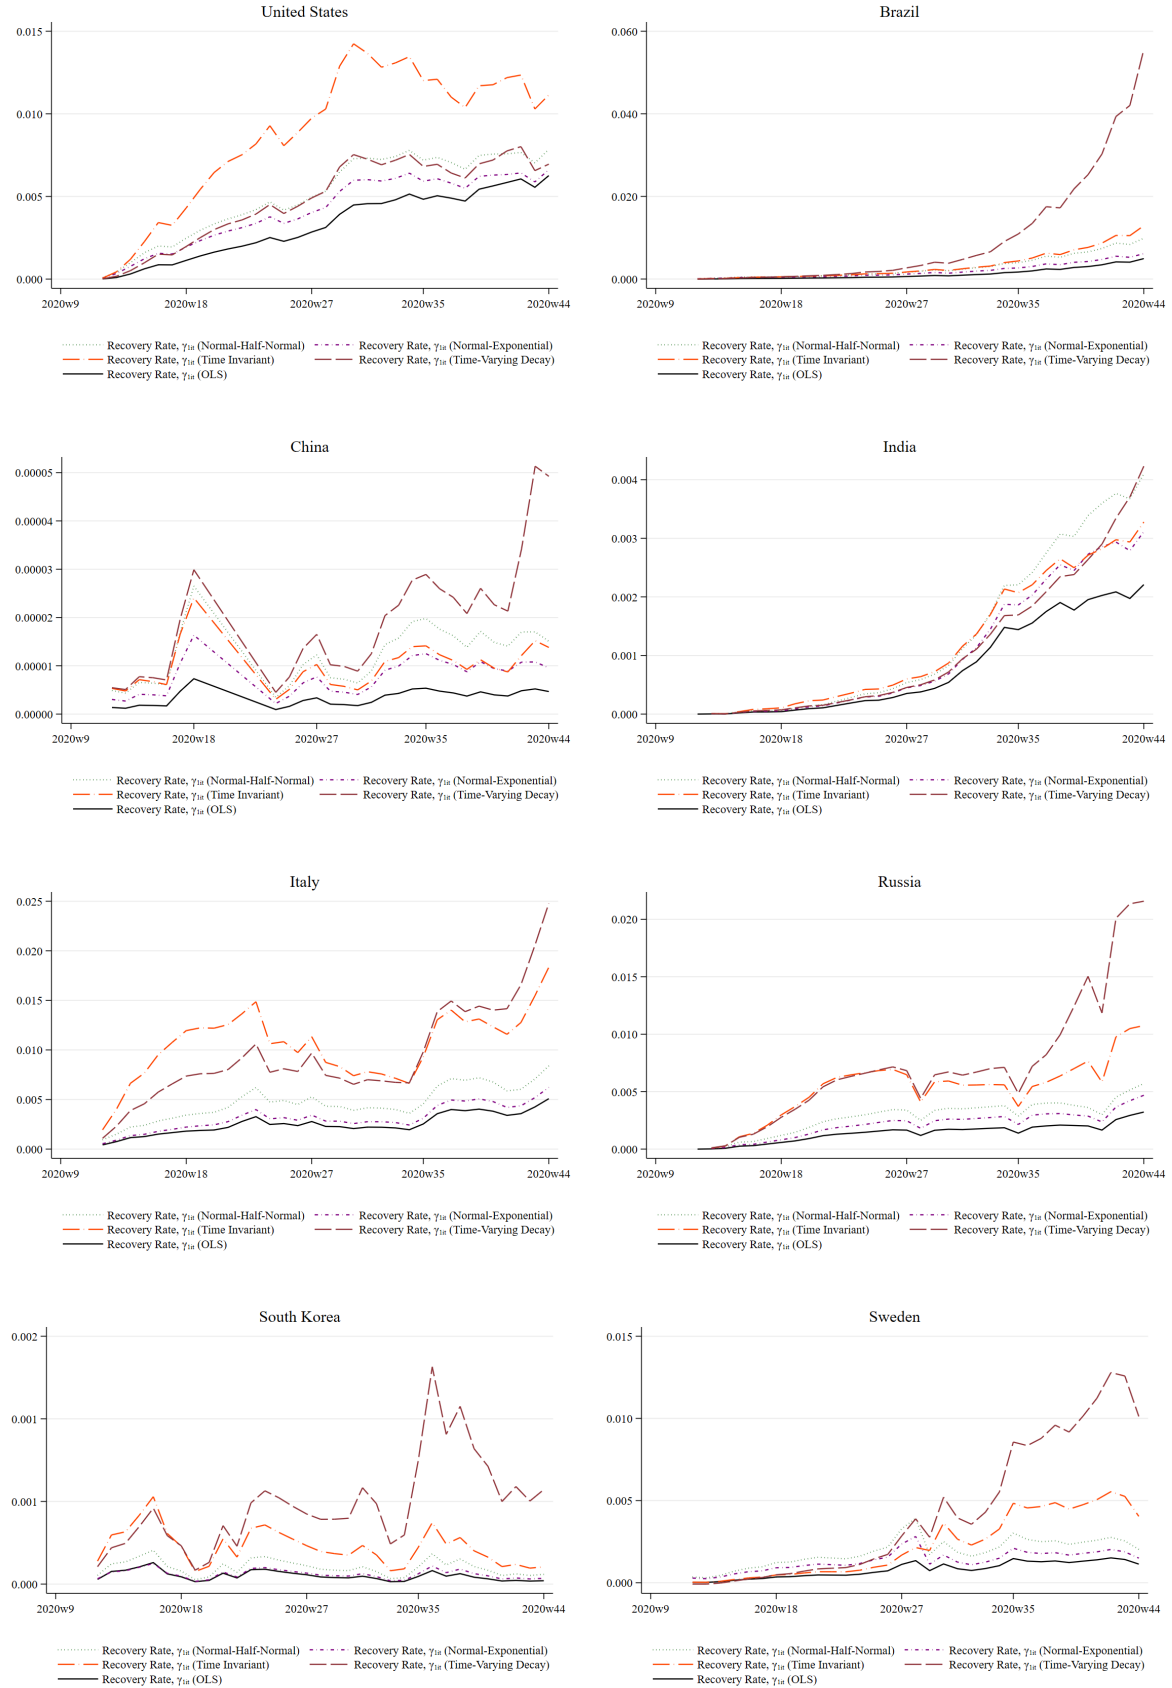 United States
0.015
0.010
0.005
0.000
2020w9 2020w18 2020w27 2020w35 2020w44
Recovery Rate, γ1it (Normal-Half-Normal) Recovery Rate, γ1it (Normal-Exponential)
Recovery Rate, γ1it (Time Invariant) Recovery Rate, γ1it (Time-Varying Decay)
Recovery Rate, γ1it (OLS)
Brazil
0.060
0.040
0.020
0.000
2020w9 2020w18 2020w27 2020w35 2020w44
Recovery Rate, γ1it (Normal-Half-Normal) Recovery Rate, γ1it (Normal-Exponential)
Recovery Rate, γ1it (Time Invariant) Recovery Rate, γ1it (Time-Varying Decay)
Recovery Rate, γ1it (OLS)
China
0.00005
0.00004
0.00003
0.00002
0.00001
0.00000
2020w9 2020w18 2020w27 2020w35 2020w44
Recovery Rate, γ1it (Normal-Half-Normal) Recovery Rate, γ1it (Normal-Exponential)
Recovery Rate, γ1it (Time Invariant) Recovery Rate, γ1it (Time-Varying Decay)
Recovery Rate, γ1it (OLS)
India
0.004
0.003
0.002
0.001
0.000
2020w9 2020w18 2020w27 2020w35 2020w44
Recovery Rate, γ1it (Normal-Half-Normal) Recovery Rate, γ1it (Normal-Exponential)
Recovery Rate, γ1it (Time Invariant) Recovery Rate, γ1it (Time-Varying Decay)
Recovery Rate, γ1it (OLS)
Italy
0.025
0.020
0.015
0.010
0.005
0.000
2020w9 2020w18 2020w27 2020w35 2020w44
Recovery Rate, γ1it (Normal-Half-Normal) Recovery Rate, γ1it (Normal-Exponential)
Recovery Rate, γ1it (Time Invariant) Recovery Rate, γ1it (Time-Varying Decay)
Recovery Rate, γ1it (OLS)
Russia
0.020
0.015
0.010
0.005
0.000
2020w9 2020w18 2020w27 2020w35 2020w44
Recovery Rate, γ1it (Normal-Half-Normal) Recovery Rate, γ1it (Normal-Exponential)
Recovery Rate, γ1it (Time Invariant) Recovery Rate, γ1it (Time-Varying Decay)
Recovery Rate, γ1it (OLS)
South Korea
0.002
0.001
0.001
0.000
2020w9 2020w18 2020w27 2020w35 2020w44
Recovery Rate, γ1it (Normal-Half-Normal) Recovery Rate, γ1it (Normal-Exponential)
Recovery Rate, γ1it (Time Invariant) Recovery Rate, γ1it (Time-Varying Decay)
Recovery Rate, γ1it (OLS)
Sweden
0.015
0.010
0.005
0.000
2020w9 2020w18 2020w27 2020w35 2020w44
Recovery Rate, γ1it (Normal-Half-Normal) Recovery Rate, γ1it (Normal-Exponential)
Recovery Rate, γ1it (Time Invariant) Recovery Rate, γ1it (Time-Varying Decay)
Recovery Rate, γ1it (OLS)